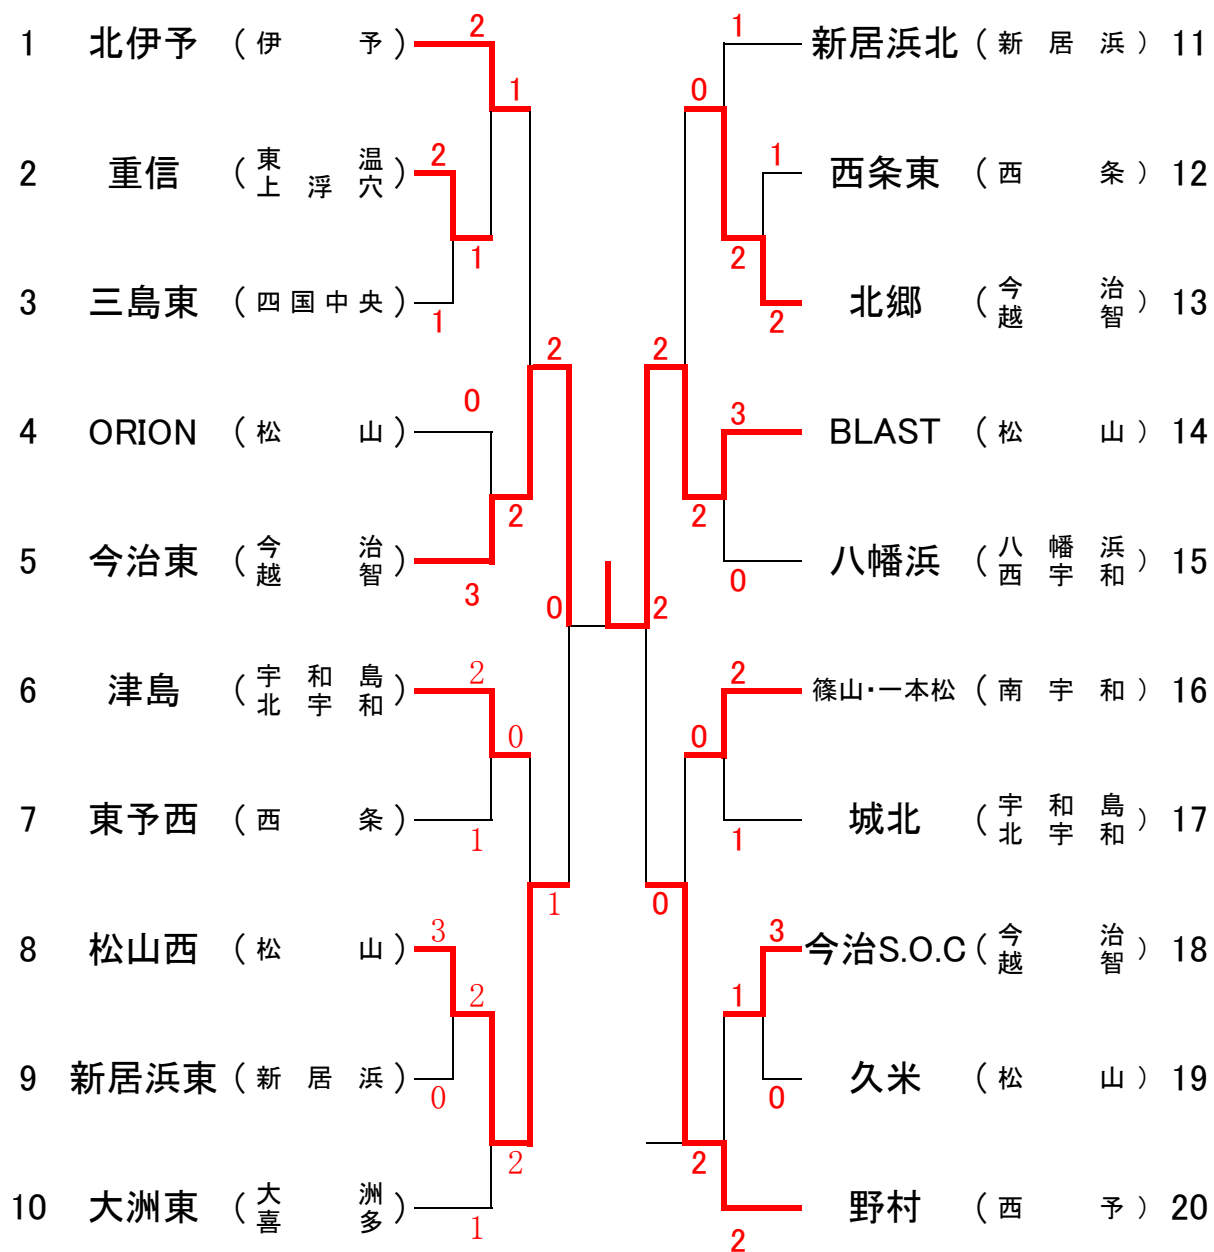 1 北伊予 (伊予) 2
1
2 重信 (東温 上浮穴) 2
1
3 三島東 (四国中央) 1
2
4 ORION (松山) 0
2
5 今治東 (今治 越智) 3
0
6 津島 (宇和島 北宇和) 2
0
7 東予西 (西条) 1
1
8 松山西 (松山) 3
2
9 新居浜東 (新居浜) 0
2
10 大洲東 (大洲 喜多) 1
1 新居浜北 (新居浜) 11
0
1 西条東 (西条) 12
2
2 北郷 (今治 越智) 13
2
3 BLAST (松山) 14
2
0 八幡浜 (八幡浜 西宇和) 15
2
2 篠山・一本松 (南宇和) 16
0
1 城北 (宇和島 北宇和) 17
0
3 今治S.O.C (今治 越智) 18
1
0 久米 (松山) 19
2
2 野村 (西予) 20